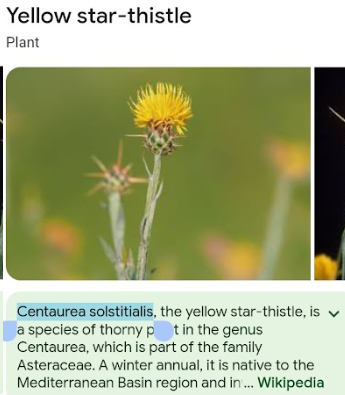 Yellow star-thistle
Plant
Centaurea solstitialis, the yellow star-thistle, is
a species of thorny p t in the genus
Centaurea, which is part of the family
Asteraceae. A winter annual, it is native to the
Mediterranean Basin region and in ... Wikipedia